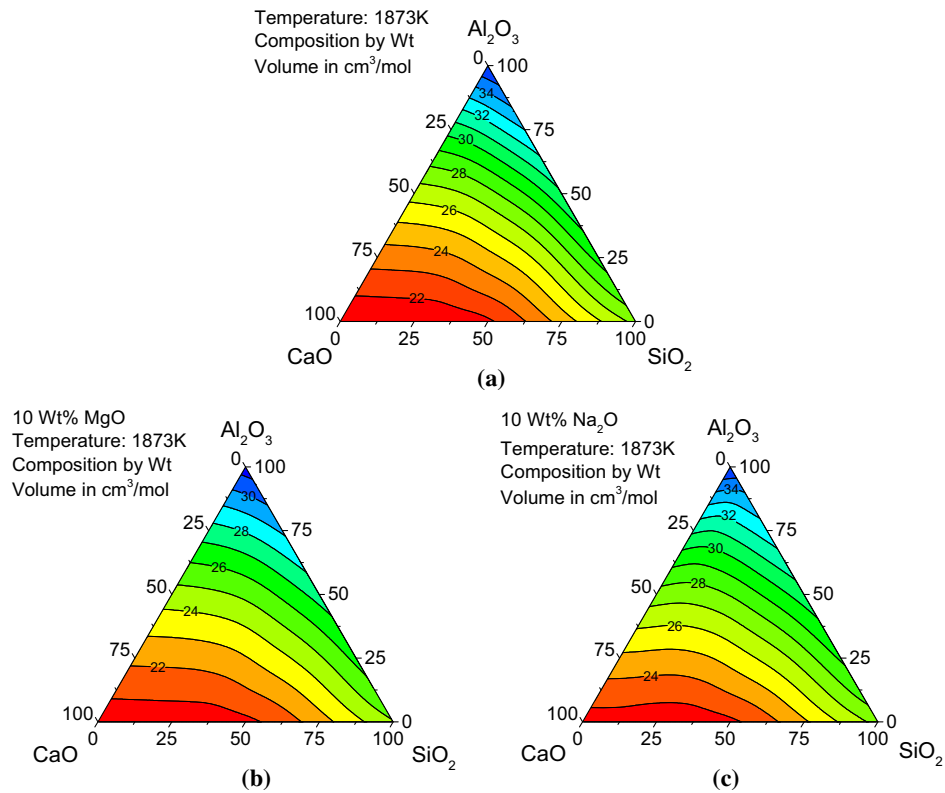 Temperature: 1873K
Composition by Wt
Volume in cm³/mol
Al₂O₃
0 100
34
32
25 75
30
28
50 50
26
24
75 25
22
100 0
0 25 50 75 100
CaO SiO₂
(a)
10 Wt% MgO
Temperature: 1873K
Composition by Wt
Volume in cm³/mol
Al₂O₃
0 100
30
25 75
28
26
50 50
24
75 25
22
100 0
0 25 50 75 100
CaO SiO₂
(b)
10 Wt% Na₂O
Temperature: 1873K
Composition by Wt
Volume in cm³/mol
Al₂O₃
0 100
34
32
25 75
30
28
50 50
26
75 25
24
100 0
0 25 50 75 100
CaO SiO₂
(c)